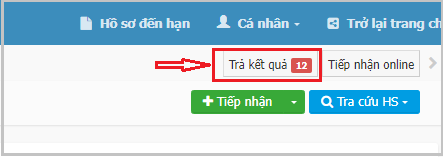 Hồ sơ đến hạn Cá nhân Trở lại trang
Trả kết quả 12 Tiếp nhận online
Tiếp nhận Tra cứu HS